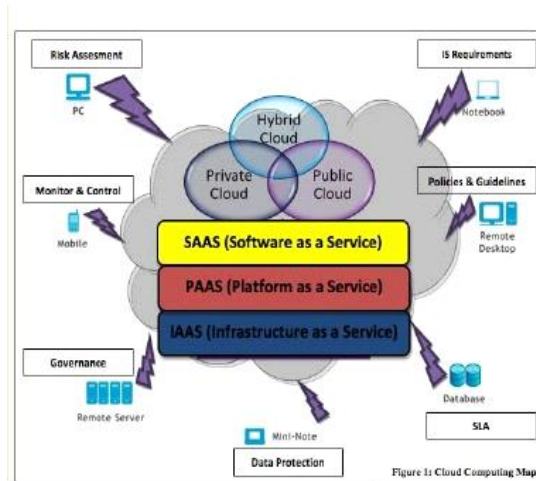 Risk Assesment
IS Requirements
PC
Notebook
Hybrid
Cloud
Private
Cloud
Public
Cloud
Monitor & Control
Policies & Guidelines
Mobile
Remote
Desktop
SAAS (Software as a Service)
PAAS (Platform as a Service)
IAAS (Infrastructure as a Service)
Governance
Remote Server
Database
SLA
Mini-Note
Data Protection
Figure 1: Cloud Computing Map